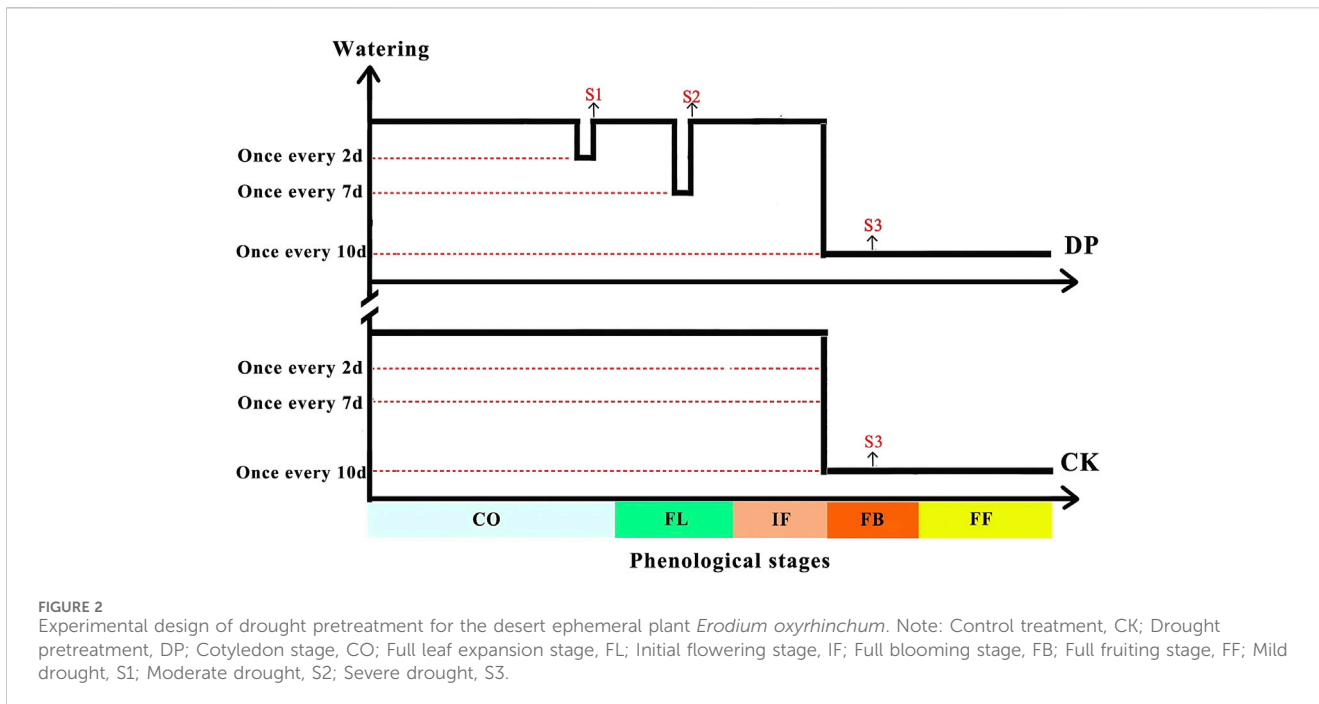 Watering
S1
S2
Once every 2d
Once every 7d
S3
Once every 10d
DP
Once every 2d
Once every 7d
S3
Once every 10d
CK
CO
FL
IF
FB
FF
Phenological stages
FIGURE 2
Experimental design of drought pretreatment for the desert ephemeral plant Erodium oxyrhinchum. Note: Control treatment, CK; Drought
pretreatment, DP; Cotyledon stage, CO; Full leaf expansion stage, FL; Initial flowering stage, IF; Full blooming stage, FB; Full fruiting stage, FF; Mild
drought, S1; Moderate drought, S2; Severe drought, S3.